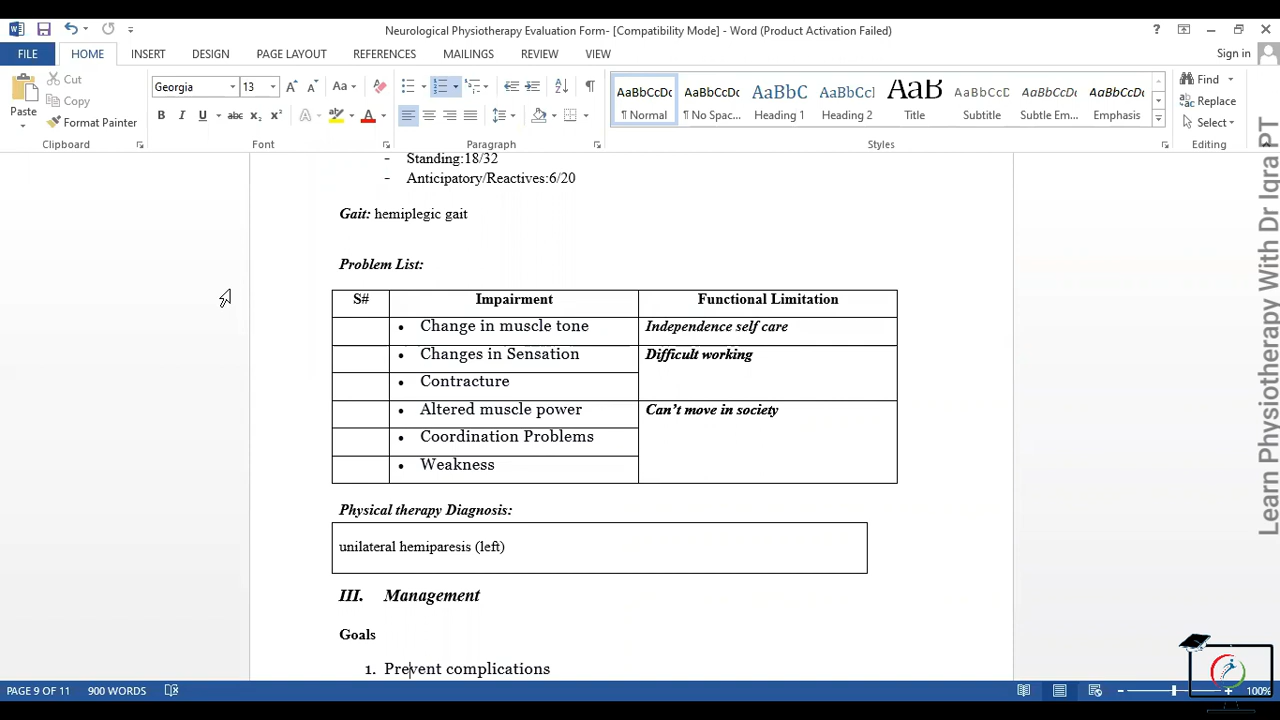 Neurological Physiotherapy Evaluation Form- [Compatibility Mode] - Word (Product Activation Failed)
FILE HOME INSERT DESIGN PAGE LAYOUT REFERENCES MAILINGS REVIEW VIEW Sign in
Paste
Cut
Copy
Format Painter
Clipboard
Georgia 13
Font
Paragraph
AaBbCcDc AaBbCcDc AaBbC AaBbCcl AaB AaBbCcD AaBbCcDc AaBbCcDc
¶ Normal ¶ No Spac... Heading 1 Heading 2 Title Subtitle Subtle Em... Emphasis
Styles
Find
Replace
Select
Editing
- Standing:18/32
- Anticipatory/Reactives:6/20
Gait: hemiplegic gait
Problem List:
S# Impairment Functional Limitation
• Change in muscle tone Independence self care
• Changes in Sensation Difficult working
• Contracture
• Altered muscle power Can’t move in society
• Coordination Problems
• Weakness
Physical therapy Diagnosis:
unilateral hemiparesis (left)
III. Management
Goals
1. Prevent complications
PAGE 9 OF 11 900 WORDS 100%
Learn Physiotherapy With Dr Iqra PT